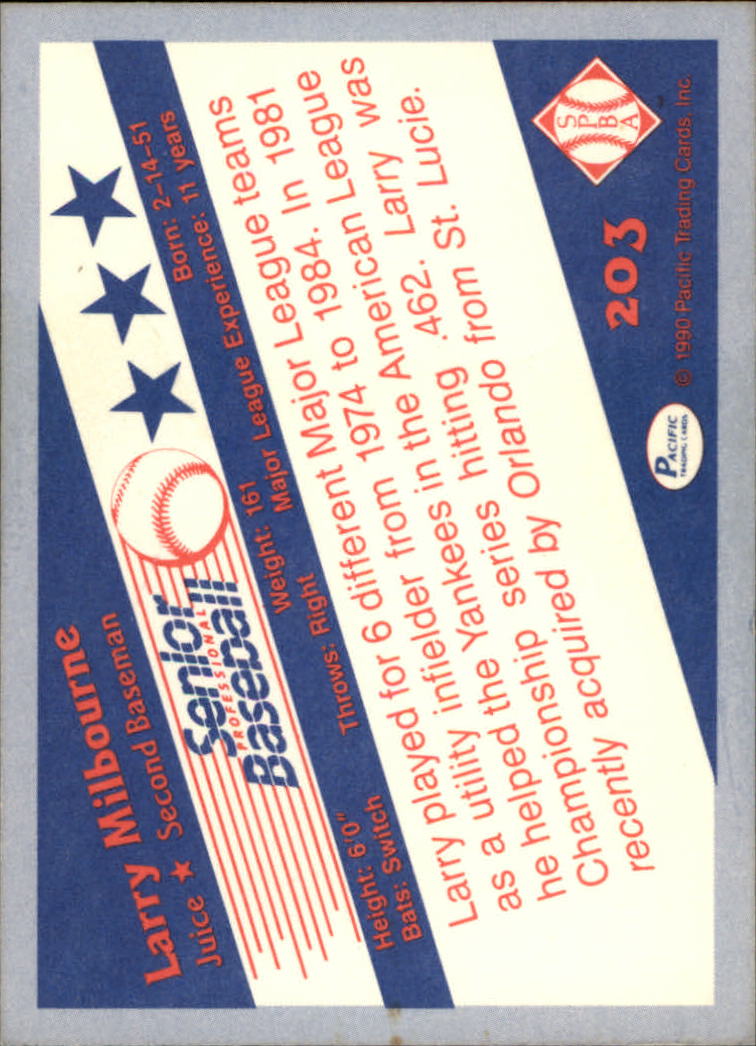 Larry Milbourne
Juice ★ Second Baseman
Senior
PROFESSIONAL
Baseball
Height: 6'0" Weight: 161 Born: 2-14-51
Bats: Switch Throws: Right Major League Experience: 11 years
Larry played for 6 different Major League teams
as a utility infielder from 1974 to 1984. In 1981
he helped the Yankees in the American League
Championship series hitting .462. Larry was
recently acquired by Orlando from St. Lucie.
SPBA
203
PACIFIC
TRADING CARDS
© 1990 Pacific Trading Cards, Inc.